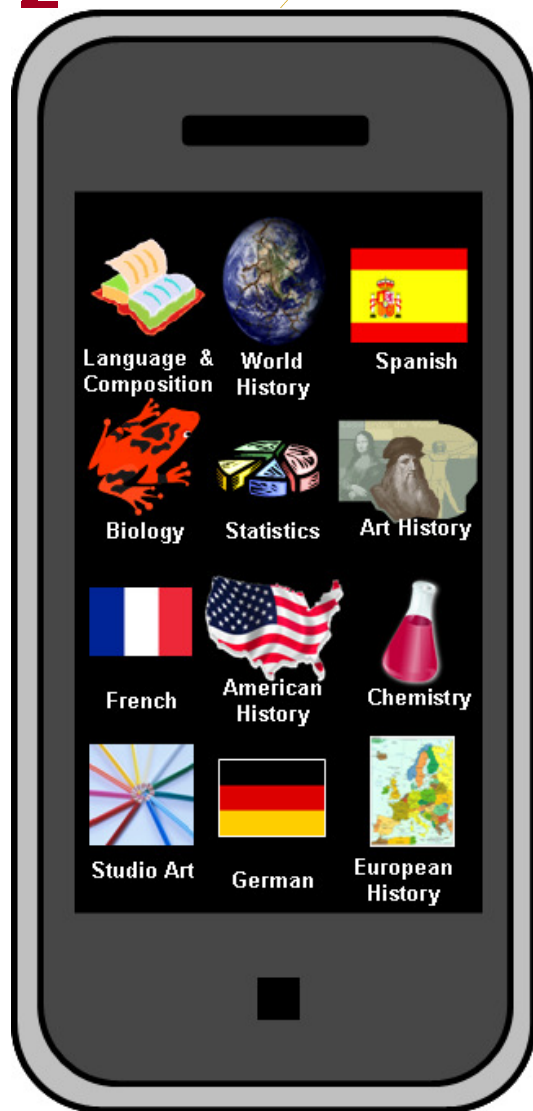 Language &
Composition
World
History
Spanish
Biology
Statistics
Art History
French
American
History
Chemistry
Studio Art
German
European
History